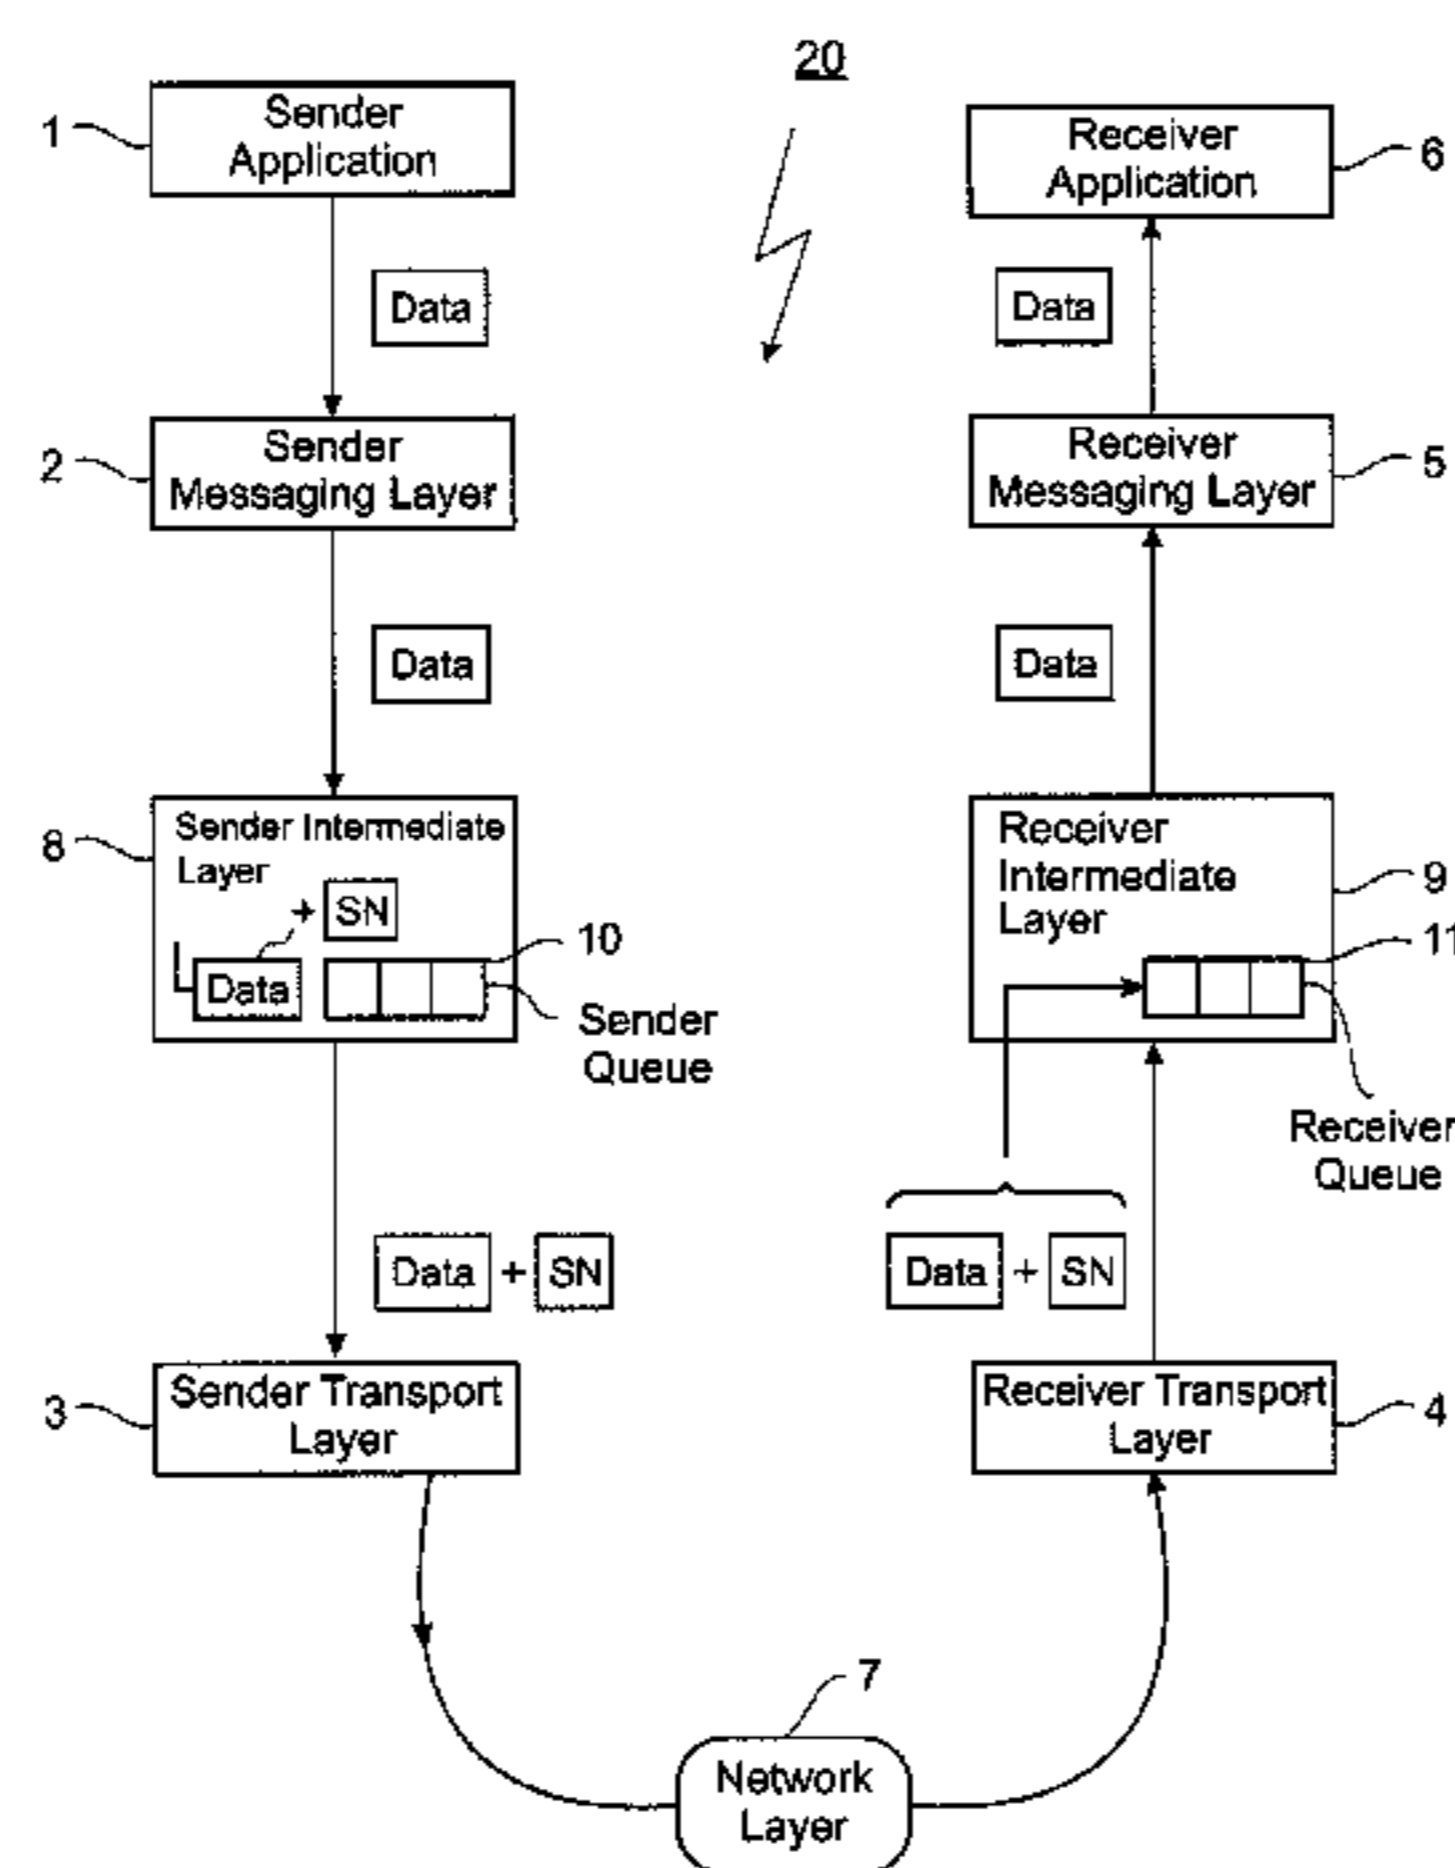 20
1
Sender
Application
Data
2
Sender
Messaging Layer
Data
8
Sender Intermediate
Layer
+ SN
Data
10
Sender
Queue
Data + SN
3
Sender Transport
Layer
7
Network
Layer
Receiver
Application
6
Data
Receiver
Messaging Layer
5
Data
Receiver
Intermediate
Layer
9
11
Receiver
Queue
Data + SN
Receiver Transport
Layer
4